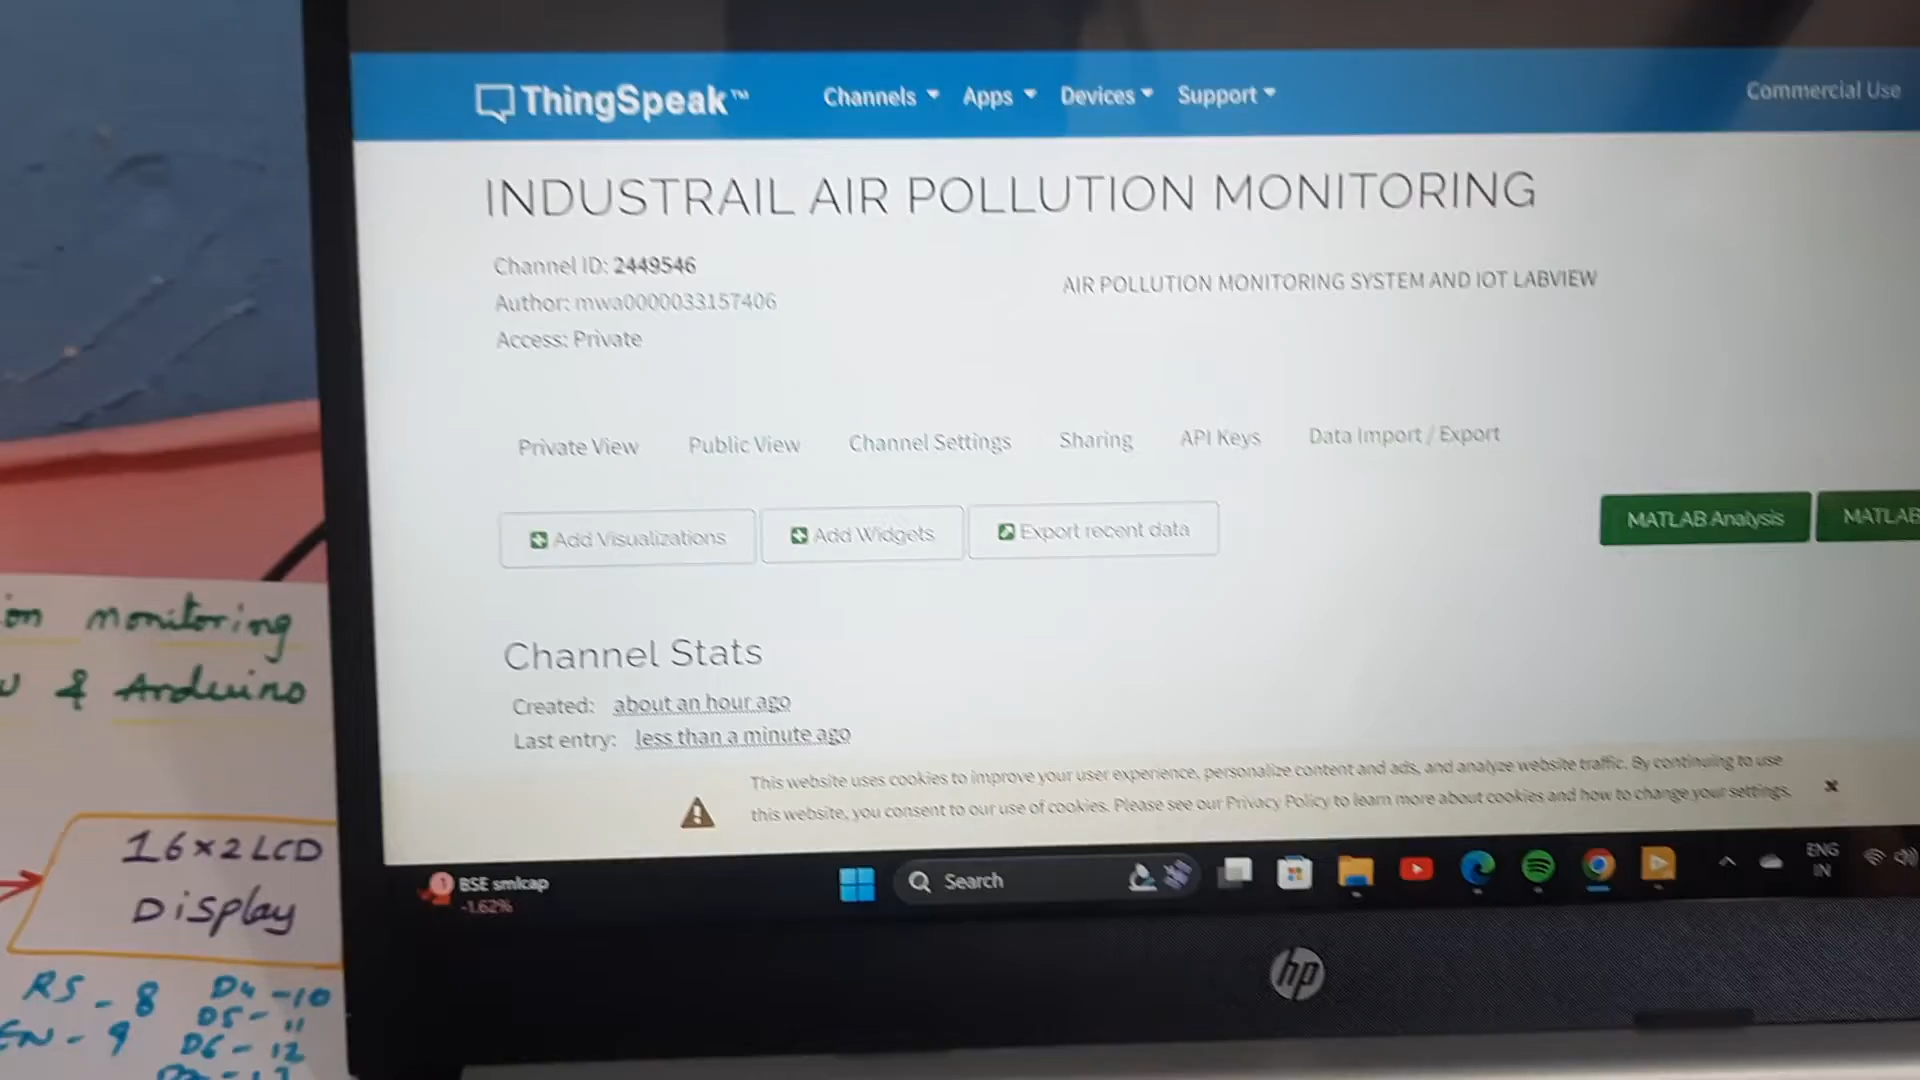 ThingSpeak™ Channels Apps Devices Support Commercial Use
INDUSTRAIL AIR POLLUTION MONITORING
Channel ID: 2449546
Author: mwa0000033157406
Access: Private
AIR POLLUTION MONITORING SYSTEM AND IOT LABVIEW
Private View Public View Channel Settings Sharing API Keys Data Import / Export
Add Visualizations Add Widgets Export recent data MATLAB Analysis MATLAB
Channel Stats
Created: about an hour ago
Last entry: less than a minute ago
This website uses cookies to improve your user experience, personalize content and ads, and analyze website traffic. By continuing to use
this website, you consent to our use of cookies. Please see our Privacy Policy to learn more about cookies and how to change your settings.
1 BSE smlcap
-1.62%
Search
ENG
IN
hp
on monitoring
& Arduino
16×2 LCD
Display
RS - 8 D4 -10
EN - 9 D5 - 11
D6 - 12